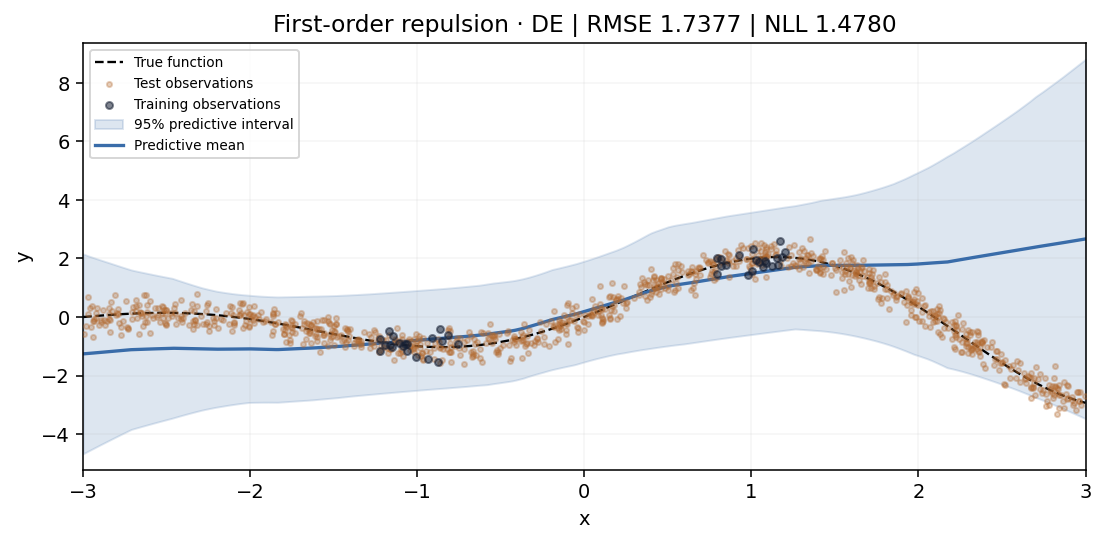 First-order repulsion · DE | RMSE 1.7377 | NLL 1.4780
True function
Test observations
Training observations
95% predictive interval
Predictive mean
8
6
4
2
0
−2
−4
y
−3
−2
−1
0
1
2
3
x